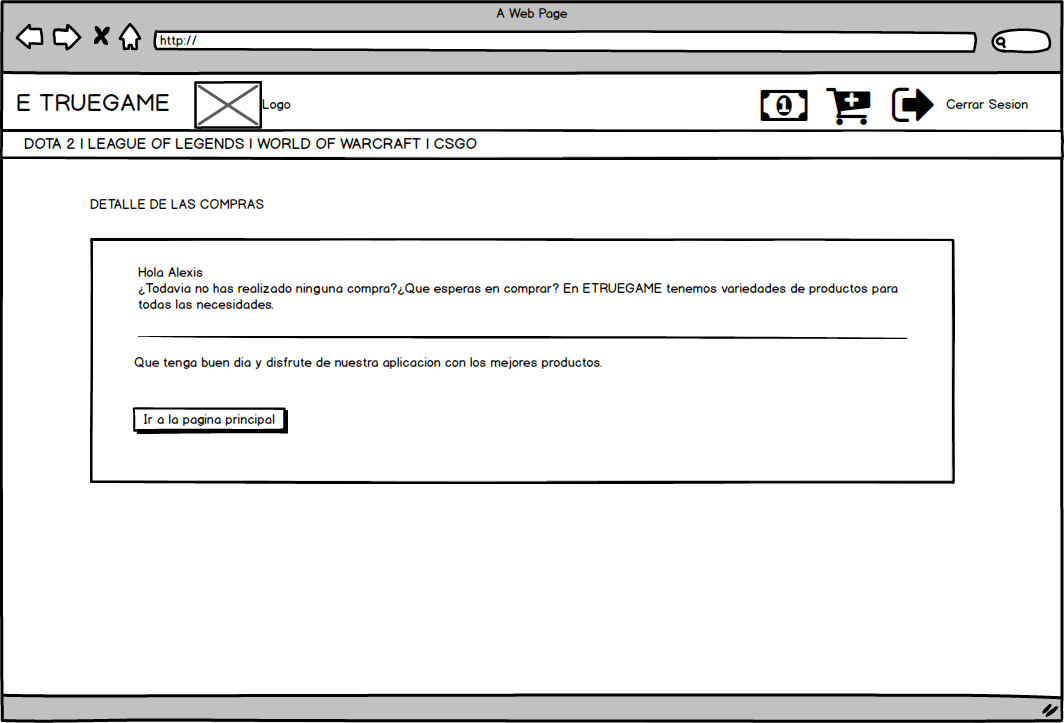 A Web Page
http://
E TRUEGAME
Logo
1
Cerrar Sesion
DOTA 2 I LEAGUE OF LEGENDS I WORLD OF WARCRAFT I CSGO
DETALLE DE LAS COMPRAS
Hola Alexis
¿Todavia no has realizado ninguna compra?¿Que esperas en comprar? En ETRUEGAME tenemos variedades de productos para
todas las necesidades.
Que tenga buen dia y disfrute de nuestra aplicacion con los mejores productos.
Ir a la pagina principal